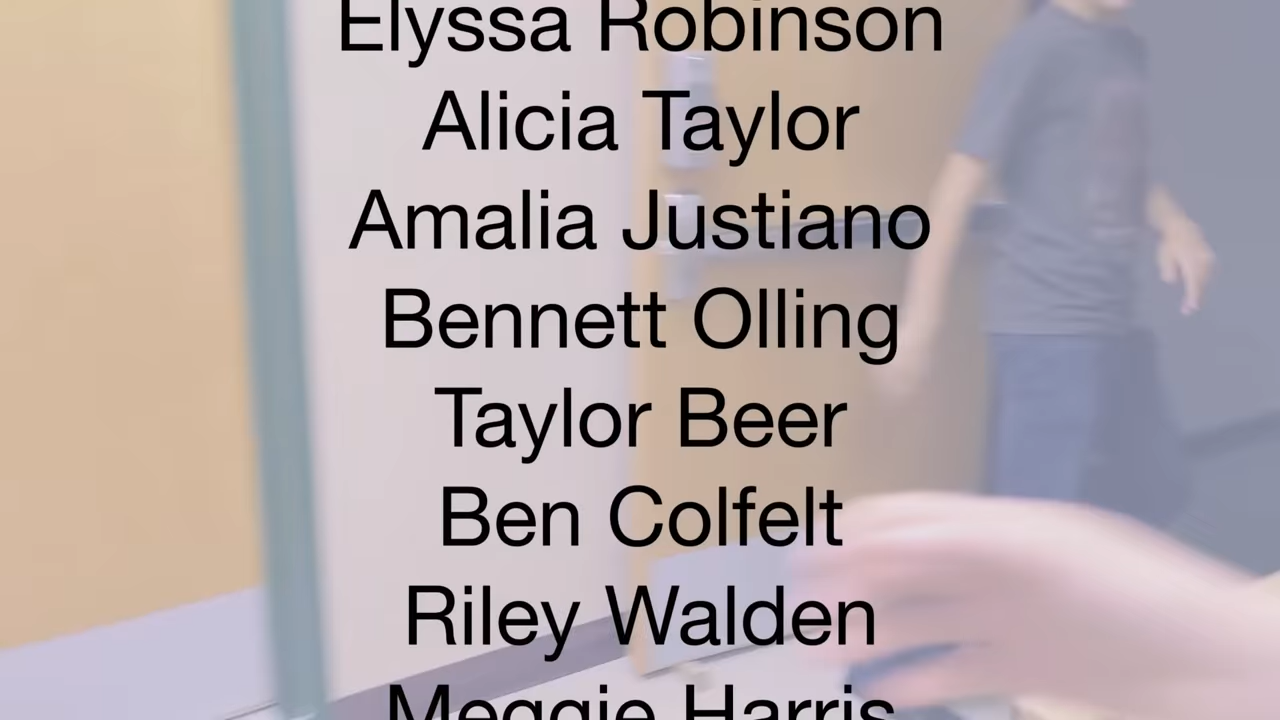 Elyssa Robinson
Alicia Taylor
Amalia Justiano
Bennett Olling
Taylor Beer
Ben Colfelt
Riley Walden
Meggie Harris